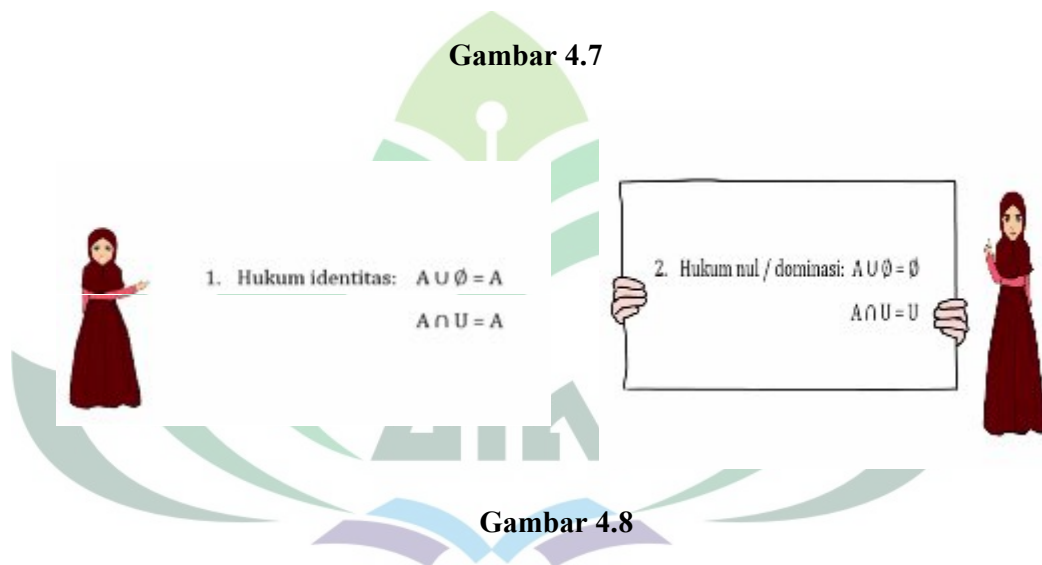 Gambar 4.7
1. Hukum identitas: A ∪ Ø = A
A ∩ U = A
2. Hukum nul / dominasi: A ∪ Ø = Ø
A ∩ U = U
Gambar 4.8